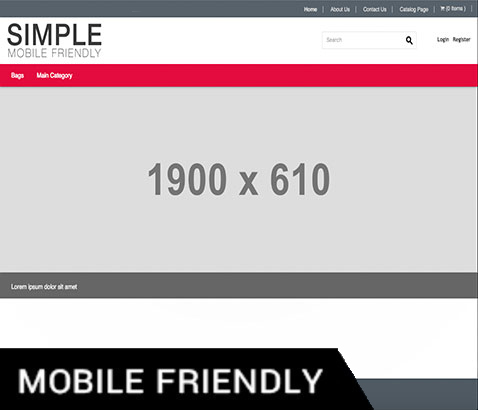 Home | About Us | Contact Us | Catalog Page | (0 Items) |
SIMPLE
MOBILE FRIENDLY
Search
Login Register
Bags Main Category
1900 x 610
Lorem ipsum dolor sit amet
MOBILE FRIENDLY